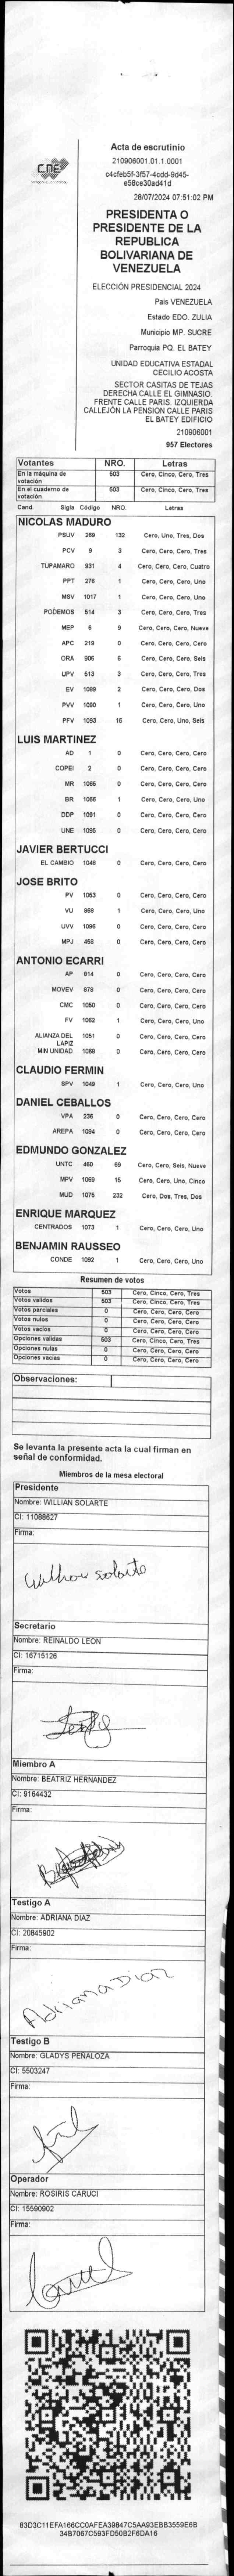 CNE
Acta de escrutinio
210906001.01.1.0001
c4cfeb5f-3f57-4cdd-9d45-
e58ce30ad41d
28/07/2024 07:51:02 PM
PRESIDENTA O
PRESIDENTE DE LA
REPUBLICA
BOLIVARIANA DE
VENEZUELA
ELECCIÓN PRESIDENCIAL 2024
País VENEZUELA
Estado EDO. ZULIA
Municipio MP. SUCRE
Parroquia PQ. EL BATEY
UNIDAD EDUCATIVA ESTADAL
CECILIO ACOSTA
SECTOR CASITAS DE TEJAS
DERECHA CALLE EL GIMNASIO.
FRENTE CALLE PARIS. IZQUIERDA
CALLEJÓN LA PENSION CALLE PARIS
EL BATEY EDIFICIO
210906001
957 Electores
Votantes NRO. Letras
En la máquina de votación 503 Cero, Cinco, Cero, Tres
En el cuaderno de votación 503 Cero, Cinco, Cero, Tres
Cand. Sigla Código NRO. Letras
NICOLAS MADURO
PSUV 269 132 Cero, Uno, Tres, Dos
PCV 9 3 Cero, Cero, Cero, Tres
TUPAMARO 931 4 Cero, Cero, Cero, Cuatro
PPT 276 1 Cero, Cero, Cero, Uno
MSV 1017 1 Cero, Cero, Cero, Uno
PODEMOS 514 3 Cero, Cero, Cero, Tres
MEP 6 9 Cero, Cero, Cero, Nueve
APC 219 0 Cero, Cero, Cero, Cero
ORA 906 6 Cero, Cero, Cero, Seis
UPV 513 3 Cero, Cero, Cero, Tres
EV 1089 2 Cero, Cero, Cero, Dos
PVV 1090 1 Cero, Cero, Cero, Uno
PFV 1093 16 Cero, Cero, Uno, Seis
LUIS MARTINEZ
AD 1 0 Cero, Cero, Cero, Cero
COPEI 2 0 Cero, Cero, Cero, Cero
MR 1065 0 Cero, Cero, Cero, Cero
BR 1066 1 Cero, Cero, Cero, Uno
DDP 1091 0 Cero, Cero, Cero, Cero
UNE 1095 0 Cero, Cero, Cero, Cero
JAVIER BERTUCCI
EL CAMBIO 1048 0 Cero, Cero, Cero, Cero
JOSE BRITO
PV 1053 0 Cero, Cero, Cero, Cero
VU 868 1 Cero, Cero, Cero, Uno
UVV 1096 0 Cero, Cero, Cero, Cero
MPJ 458 0 Cero, Cero, Cero, Cero
ANTONIO ECARRI
AP 814 0 Cero, Cero, Cero, Cero
MOVEV 878 0 Cero, Cero, Cero, Cero
CMC 1050 0 Cero, Cero, Cero, Cero
FV 1062 1 Cero, Cero, Cero, Uno
ALIANZA DEL LAPIZ 1051 0 Cero, Cero, Cero, Cero
MIN UNIDAD 1068 0 Cero, Cero, Cero, Cero
CLAUDIO FERMIN
SPV 1049 1 Cero, Cero, Cero, Uno
DANIEL CEBALLOS
VPA 236 0 Cero, Cero, Cero, Cero
AREPA 1094 0 Cero, Cero, Cero, Cero
EDMUNDO GONZALEZ
UNTC 460 69 Cero, Cero, Seis, Nueve
MPV 1069 15 Cero, Cero, Uno, Cinco
MUD 1075 232 Cero, Dos, Tres, Dos
ENRIQUE MARQUEZ
CENTRADOS 1073 1 Cero, Cero, Cero, Uno
BENJAMIN RAUSSEO
CONDE 1092 1 Cero, Cero, Cero, Uno
Resumen de votos
Votos 503 Cero, Cinco, Cero, Tres
Votos validos 503 Cero, Cinco, Cero, Tres
Votos parciales 0 Cero, Cero, Cero, Cero
Votos nulos 0 Cero, Cero, Cero, Cero
Votos vacios 0 Cero, Cero, Cero, Cero
Opciones validas 503 Cero, Cinco, Cero, Tres
Opciones nulas 0 Cero, Cero, Cero, Cero
Opciones vacias 0 Cero, Cero, Cero, Cero
Observaciones:
Se levanta la presente acta la cual firman en
señal de conformidad.
Miembros de la mesa electoral
Presidente
Nombre: WILLIAN SOLARTE
CI: 11088627
Firma:
Secretario
Nombre: REINALDO LEON
CI: 16715126
Firma:
Miembro A
Nombre: BEATRIZ HERNANDEZ
CI: 9164432
Firma:
Testigo A
Nombre: ADRIANA DIAZ
CI: 20845902
Firma:
Adriana Diaz
Testigo B
Nombre: GLADYS PEÑALOZA
CI: 5503247
Firma:
Operador
Nombre: ROSIRIS CARUCI
CI: 15590902
Firma:
83D3C11EFA166CC0AFEA39847C5AA93EBB3559E6B
34B7067C593FD50B2F6DA16